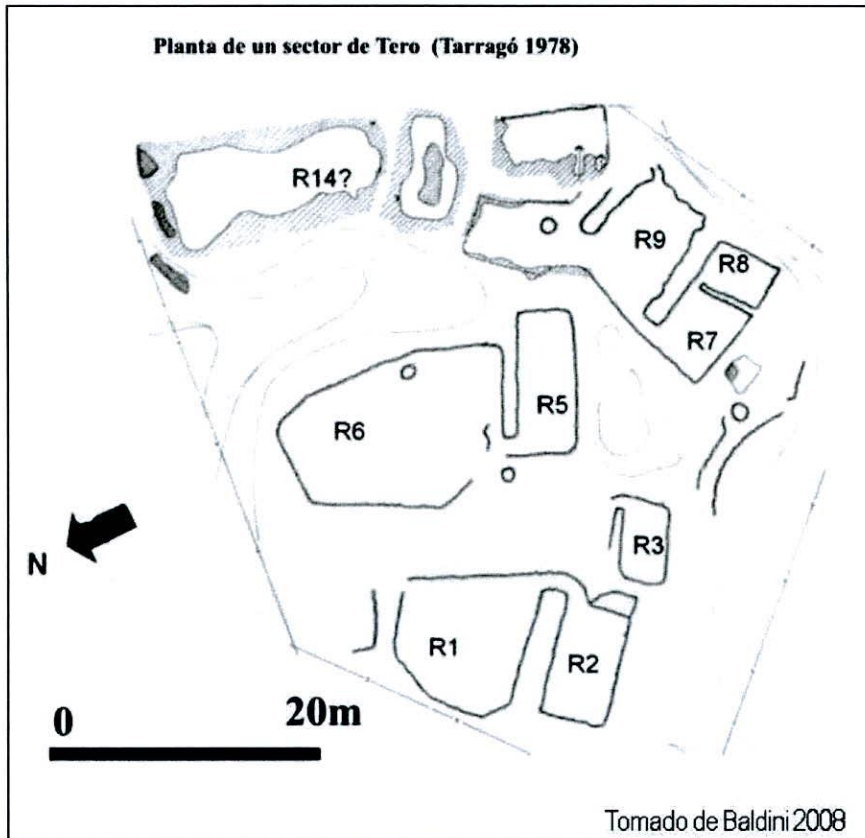 Planta de un sector de Tero (Tarragó 1978)
R14?
R9
R8
R7
R5
R6
R3
N
R1
R2
0 20m
Tomado de Baldini 2008